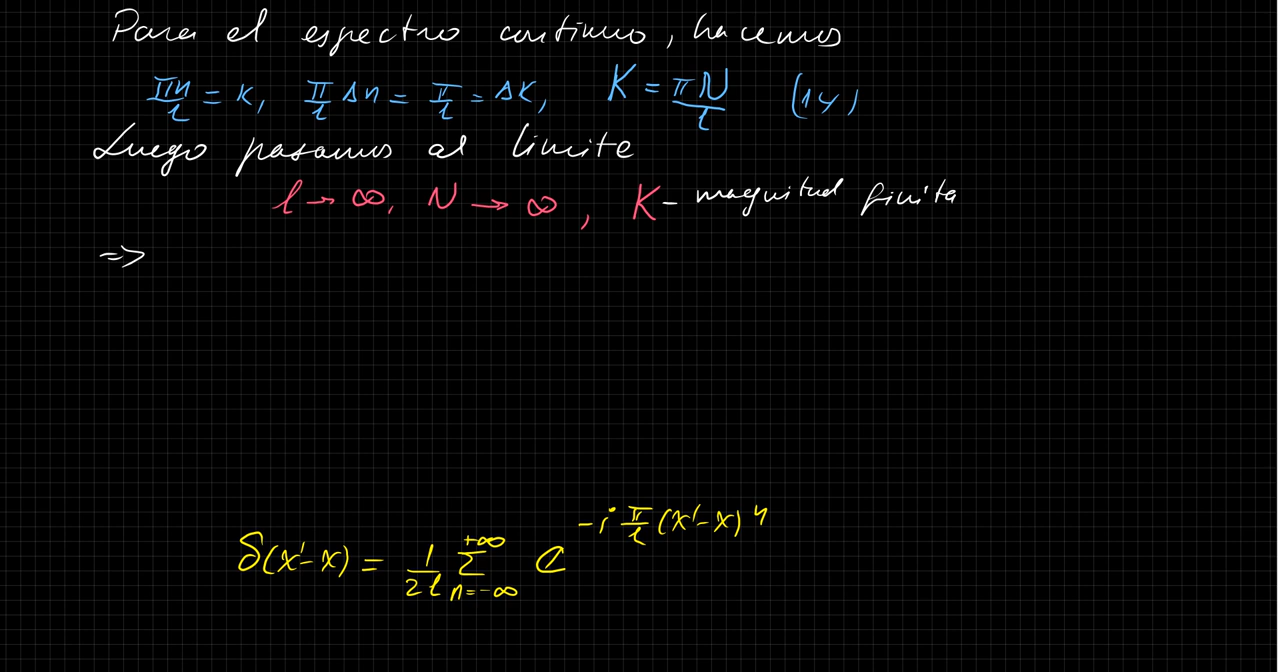 Para el espectro continuo, hacemos
πn/l = k, π/l Δn = π/l = Δk, K = πN/l (14)
Luego pasamos al limite
l → ∞, N → ∞, K - magnitud finita
=>
δ(x'-x) = 1/2l Σ_{n=-∞}^{+∞} e^{-i π/l (x'-x) n}